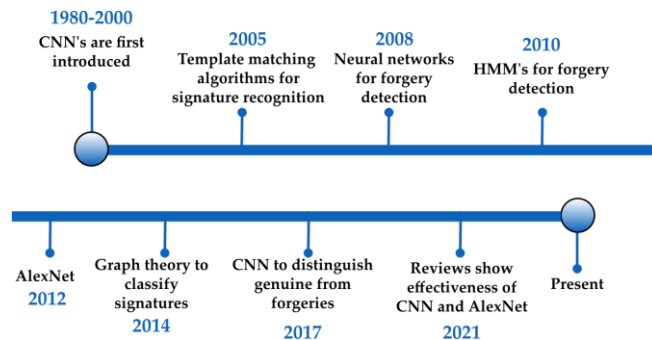 1980-2000
CNN's are first
introduced
2005
Template matching
algorithms for
signature recognition
2008
Neural networks
for forgery
detection
2010
HMM's for forgery
detection
AlexNet
2012
Graph theory to
classify
signatures
2014
CNN to distinguish
genuine from
forgeries
2017
Reviews show
effectiveness of
CNN and AlexNet
2021
Present